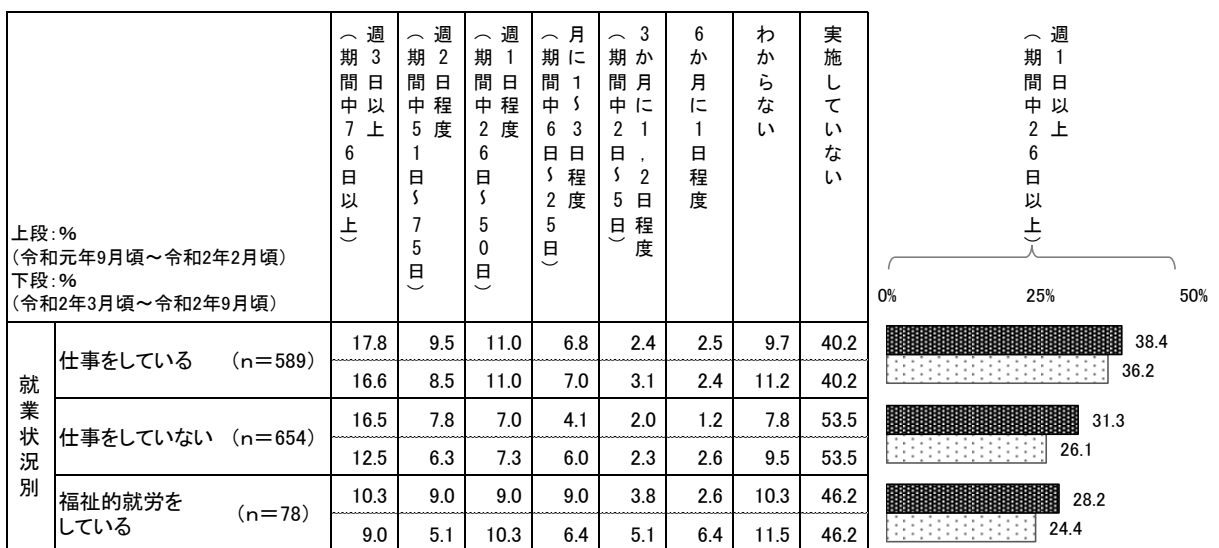 週3日以上
（期間中76日以上）
週2日程度
（期間中51日～75日）
週1日程度
（期間中26日～50日）
月に1～3日程度
（期間中6日～25日）
3か月に1，2日程度
（期間中2日～5日）
6か月に1日程度
わからない
実施していない
週1日以上
（期間中26日以上）
上段：％
（令和元年9月頃～令和2年2月頃）
下段：％
（令和2年3月頃～令和2年9月頃）
0% 25% 50%
就業状況別
仕事をしている （ｎ＝589）
17.8 9.5 11.0 6.8 2.4 2.5 9.7 40.2 38.4
16.6 8.5 11.0 7.0 3.1 2.4 11.2 40.2 36.2
仕事をしていない （ｎ＝654）
16.5 7.8 7.0 4.1 2.0 1.2 7.8 53.5 31.3
12.5 6.3 7.3 6.0 2.3 2.6 9.5 53.5 26.1
福祉的就労を
している （ｎ＝78）
10.3 9.0 9.0 9.0 3.8 2.6 10.3 46.2 28.2
9.0 5.1 10.3 6.4 5.1 6.4 11.5 46.2 24.4